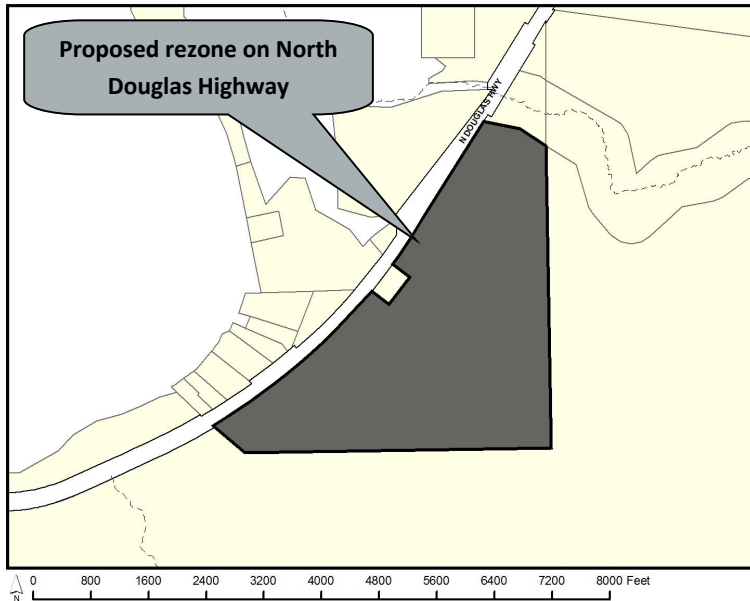 Proposed rezone on North
Douglas Highway
N DOUGLAS HWY
N
0 800 1600 2400 3200 4000 4800 5600 6400 7200 8000 Feet